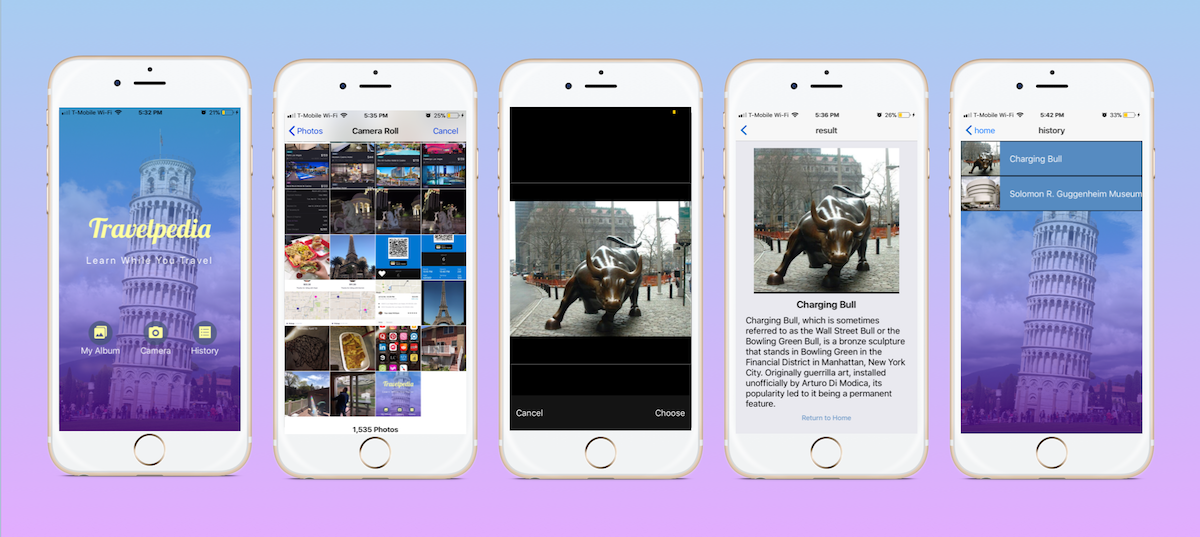 T-Mobile Wi-Fi 5:32 PM 27%
Travelpedia
Learn While You Travel
My Album Camera History
T-Mobile Wi-Fi 5:35 PM 25%
Photos Camera Roll Cancel
1,535 Photos
Cancel Choose
T-Mobile Wi-Fi 5:36 PM 26%
result
Charging Bull
Charging Bull, which is sometimes
referred to as the Wall Street Bull or the
Bowling Green Bull, is a bronze sculpture
that stands in Bowling Green in the
Financial District in Manhattan, New York
City. Originally guerrilla art, installed
unofficially by Arturo Di Modica, its
popularity led to it being a permanent
feature.
Return to Home
T-Mobile Wi-Fi 5:42 PM 33%
home history
Charging Bull
Solomon R. Guggenheim Museum